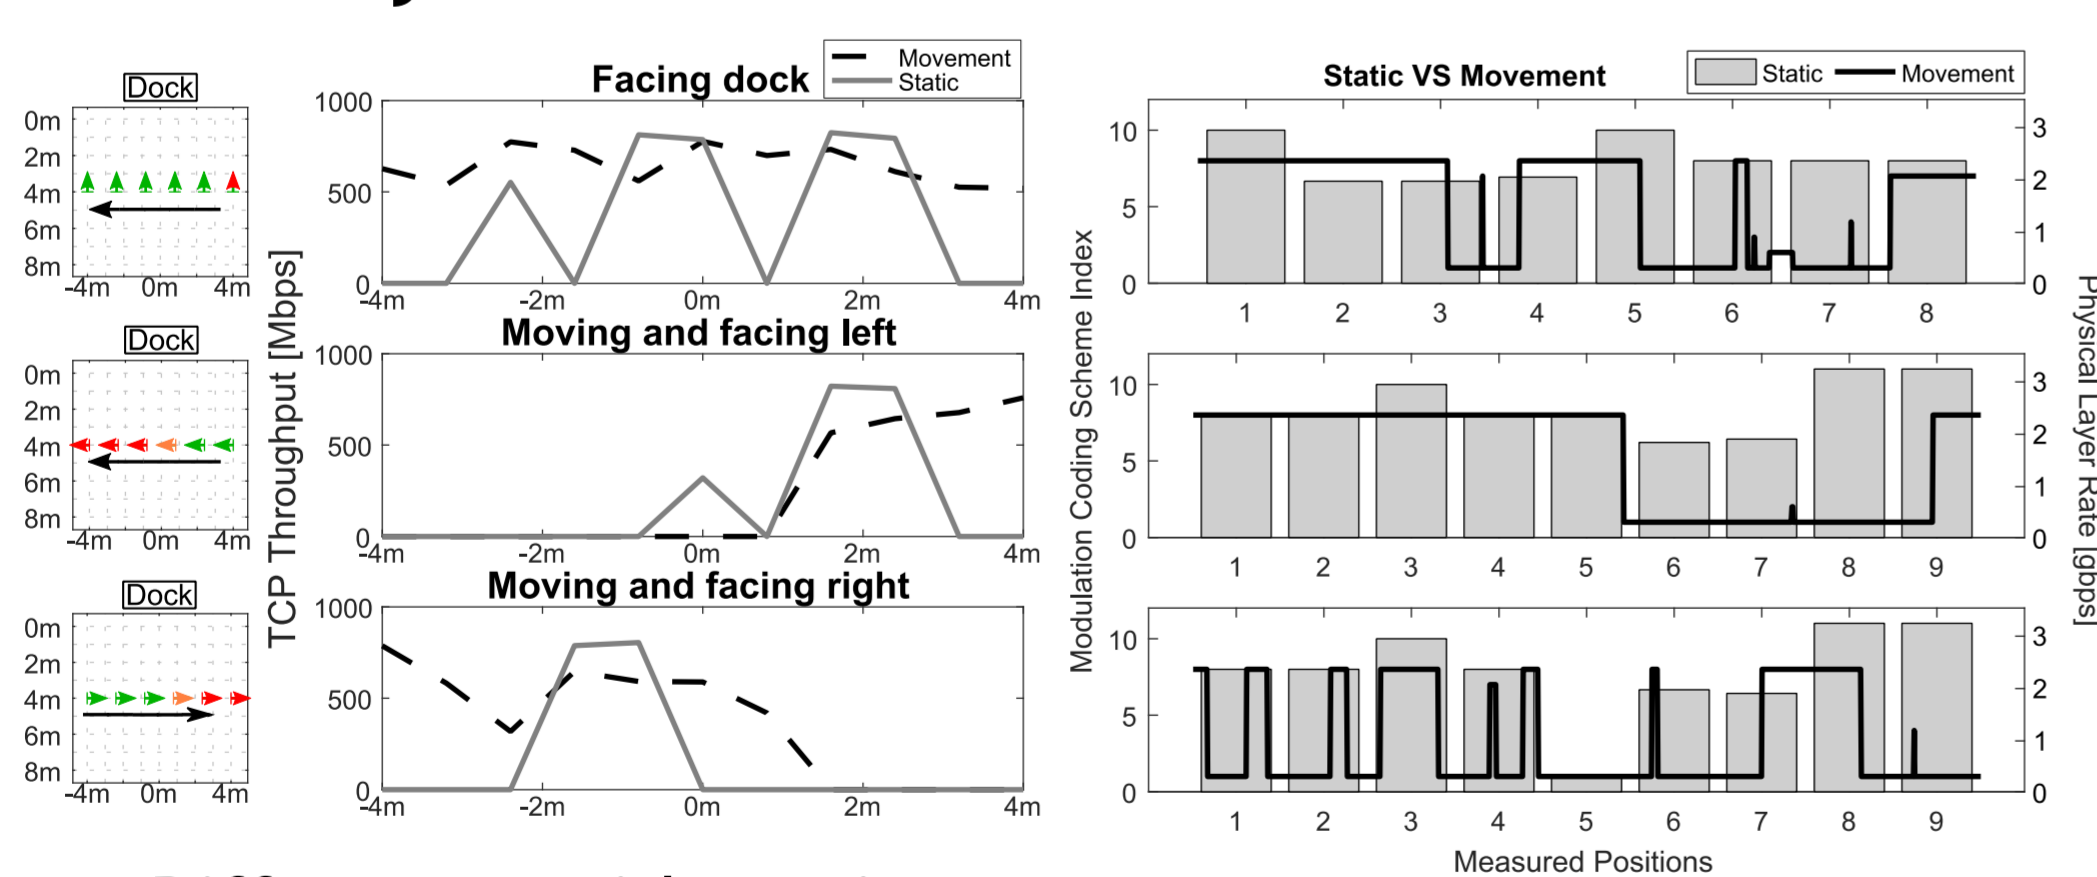 Dock
0m
2m
4m
6m
8m
-4m 0m 4m
Dock
0m
2m
4m
6m
8m
-4m 0m 4m
Dock
0m
2m
4m
6m
8m
-4m 0m 4m
TCP Throughput [Mbps]
Facing dock
Movement
Static
1000
500
0
-4m -2m 0m 2m 4m
Moving and facing left
1000
500
0
-4m -2m 0m 2m 4m
Moving and facing right
1000
500
0
-4m -2m 0m 2m 4m
Static VS Movement
Static Movement
Modulation Coding Scheme Index
Physical Layer Rate [gbps]
10
5
0
3
2
1
0
1 2 3 4 5 6 7 8
10
5
0
3
2
1
0
1 2 3 4 5 6 7 8 9
10
5
0
3
2
1
0
1 2 3 4 5 6 7 8 9
Measured Positions